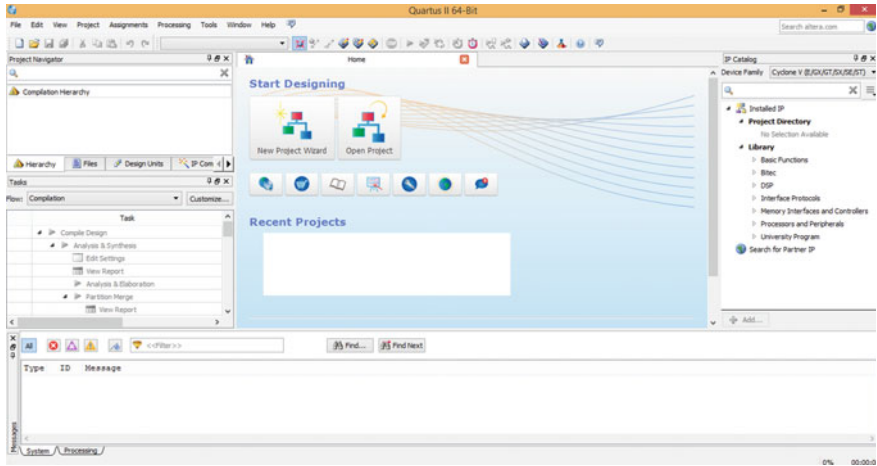 Quartus II 64-Bit
File Edit View Project Assignments Processing Tools Window Help
Search altera.com
Project Navigator
Compilation Hierarchy
Hierarchy Files Design Units IP Com
Tasks
Flow: Compilation Customize...
Task
Compile Design
Analysis & Synthesis
Edit Settings
View Report
Analysis & Elaboration
Partition Merge
View Report
Home
Start Designing
New Project Wizard Open Project
Recent Projects
IP Catalog
Device Family Cyclone V (E/GX/GT/SX/SE/ST)
Installed IP
Project Directory
No Selection Available
Library
Basic Functions
Bitec
DSP
Interface Protocols
Memory Interfaces and Controllers
Processors and Peripherals
University Program
Search for Partner IP
Add...
All <<Filter>> Find... Find Next
Type ID Message
Messages
System Processing
0% 00:00:0